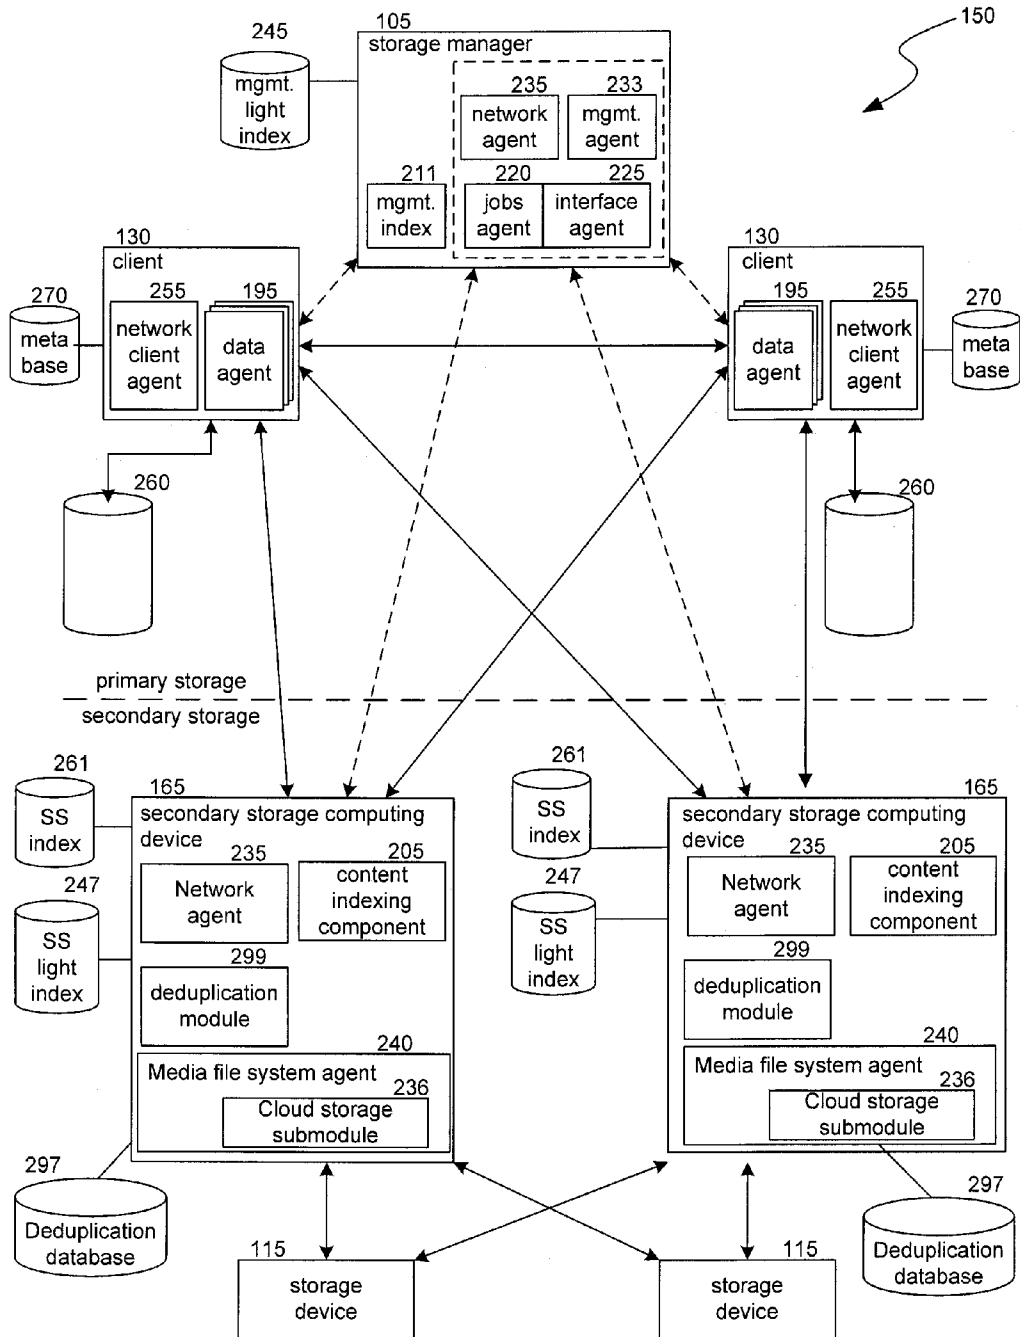 150
105
storage manager
245
mgmt.
light
index
235
network
agent
233
mgmt.
agent
211
mgmt.
index
220
jobs
agent
225
interface
agent
130
client
270
meta
base
255
network
client
agent
195
data
agent
130
client
195
data
agent
255
network
client
agent
270
meta
base
260
260
primary storage
secondary storage
261
SS
index
247
SS
light
index
165
secondary storage computing
device
235
Network
agent
205
content
indexing
component
299
deduplication
module
240
Media file system agent
236
Cloud storage
submodule
297
Deduplication
database
261
SS
index
247
SS
light
index
165
secondary storage computing
device
235
Network
agent
205
content
indexing
component
299
deduplication
module
240
Media file system agent
236
Cloud storage
submodule
297
Deduplication
database
115
storage
device
115
storage
device